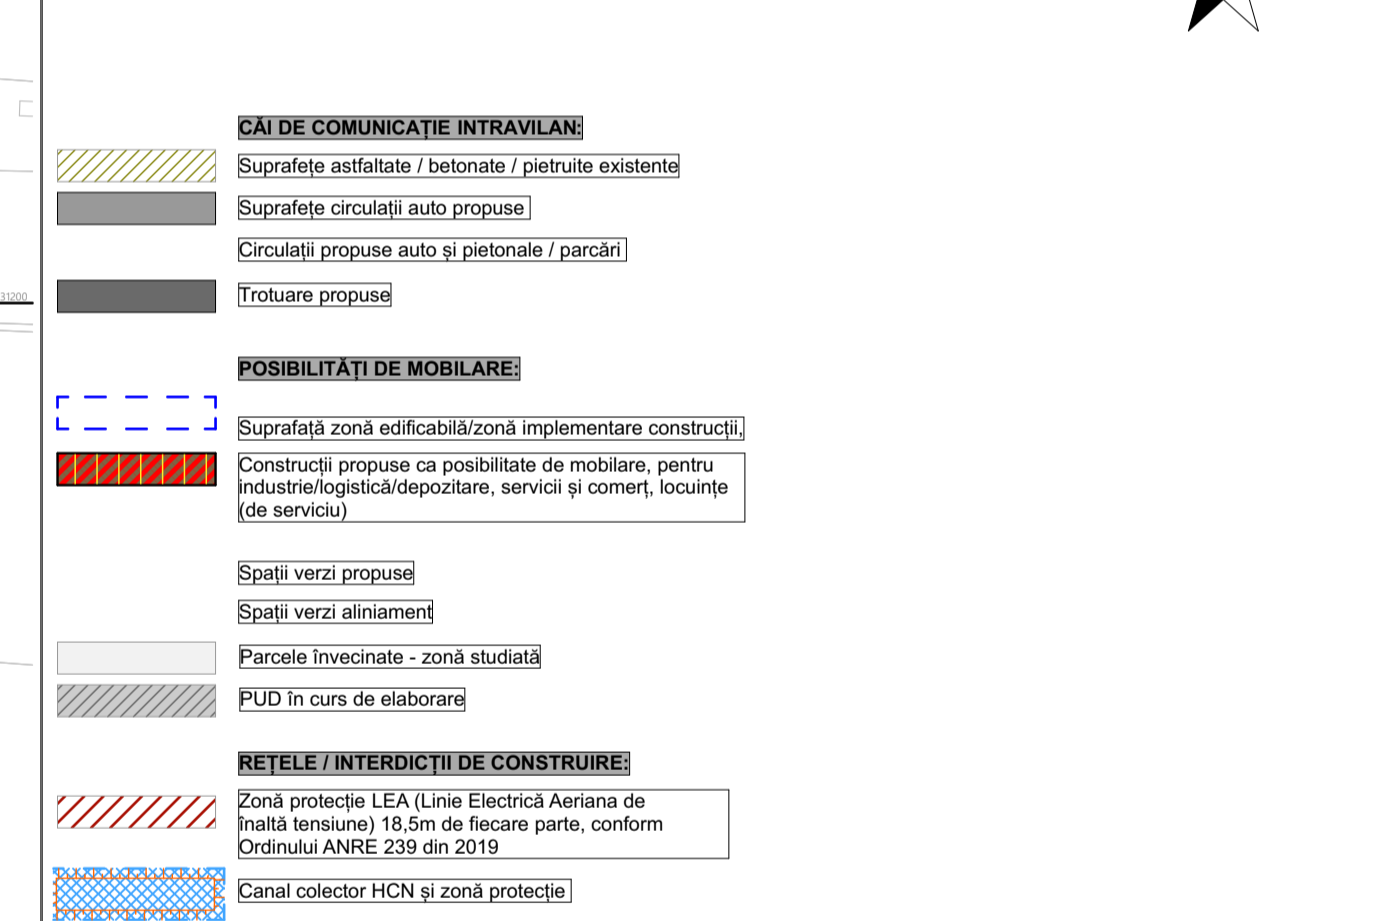 CĂI DE COMUNICAȚIE INTRAVILAN:
Suprafețe astfaltate / betonate / pietruite existente
Suprafețe circulații auto propuse
Circulații propuse auto și pietonale / parcări
31200
Trotuare propuse
POSIBILITĂȚI DE MOBILARE:
Suprafață zonă edificabilă/zonă implementare construcții,
Construcții propuse ca posibilitate de mobilare, pentru
industrie/logistică/depozitare, servicii și comerț, locuințe
(de serviciu)
Spații verzi propuse
Spații verzi aliniament
Parcele învecinate - zonă studiată
PUD în curs de elaborare
REȚELE / INTERDICȚII DE CONSTRUIRE:
Zonă protecție LEA (Linie Electrică Aeriana de
înaltă tensiune) 18,5m de fiecare parte, conform
Ordinului ANRE 239 din 2019
Canal colector HCN și zonă protecție